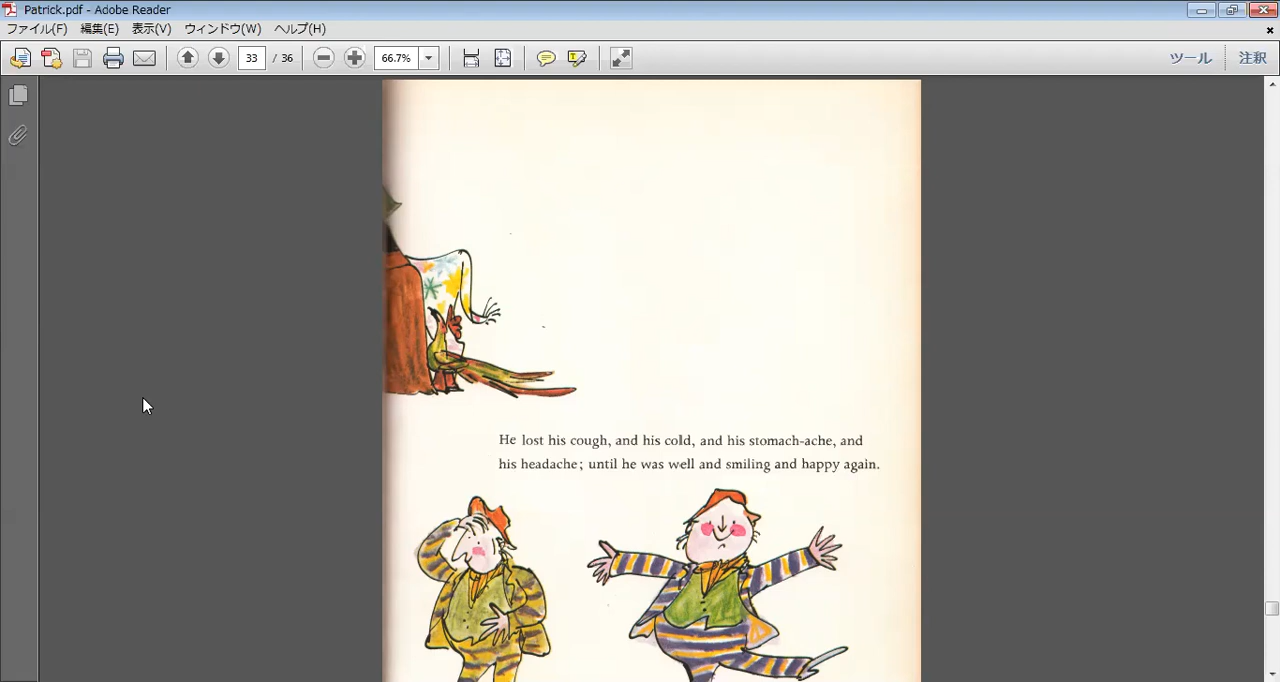 Patrick.pdf - Adobe Reader
ファイル(F) 編集(E) 表示(V) ウィンドウ(W) ヘルプ(H)
33 / 36 66.7% ツール 注釈
He lost his cough, and his cold, and his stomach-ache, and
his headache; until he was well and smiling and happy again.